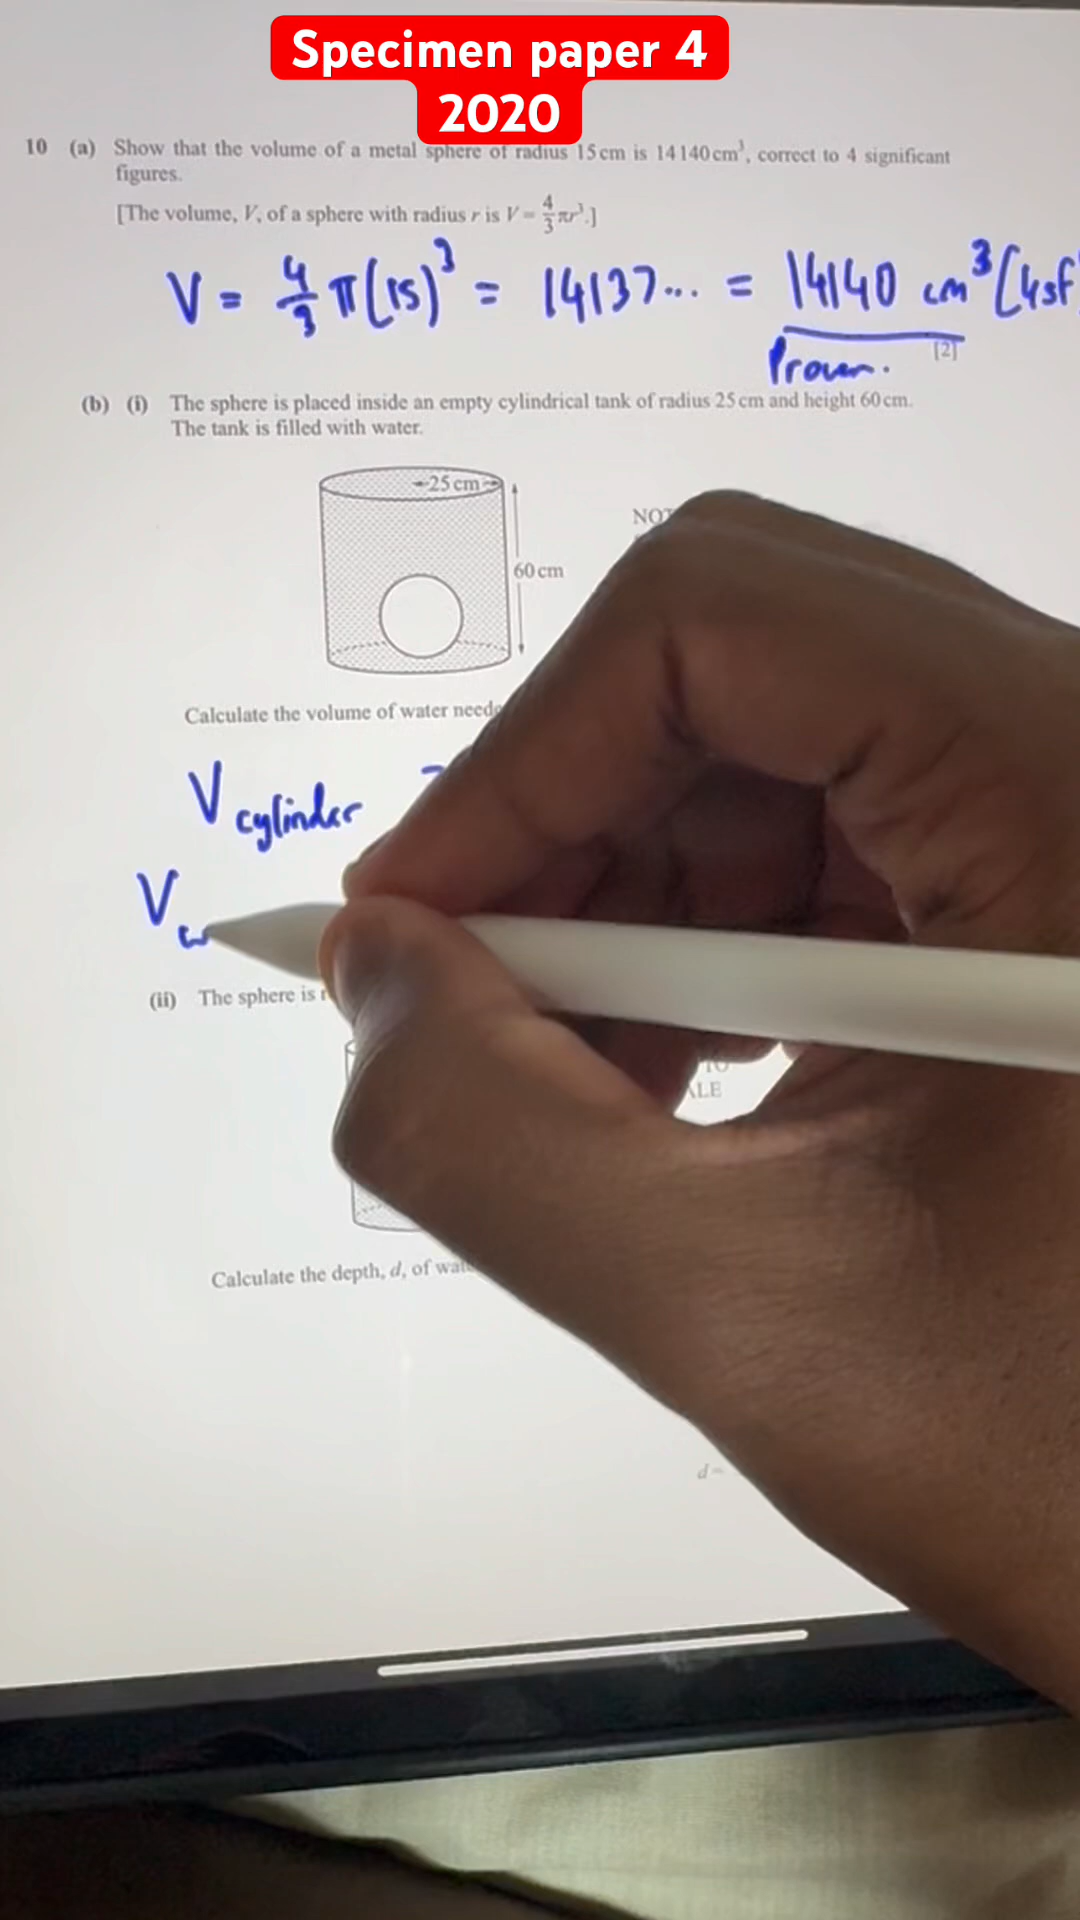 Specimen paper 4
2020
10 (a) Show that the volume of a metal sphere of radius 15 cm is 14 140 cm³, correct to 4 significant
figures.
[The volume, V, of a sphere with radius r is V = 4/3 πr³.]
V = 4/3 π(15)³ = 14137... = 14140 cm³ (4sf
Proven. [2]
(b) (i) The sphere is placed inside an empty cylindrical tank of radius 25 cm and height 60 cm.
The tank is filled with water.
25 cm
60 cm
Calculate the volume of water
V cylinder
V w
(ii) The sphere is
Calculate the depth, d, of
d =